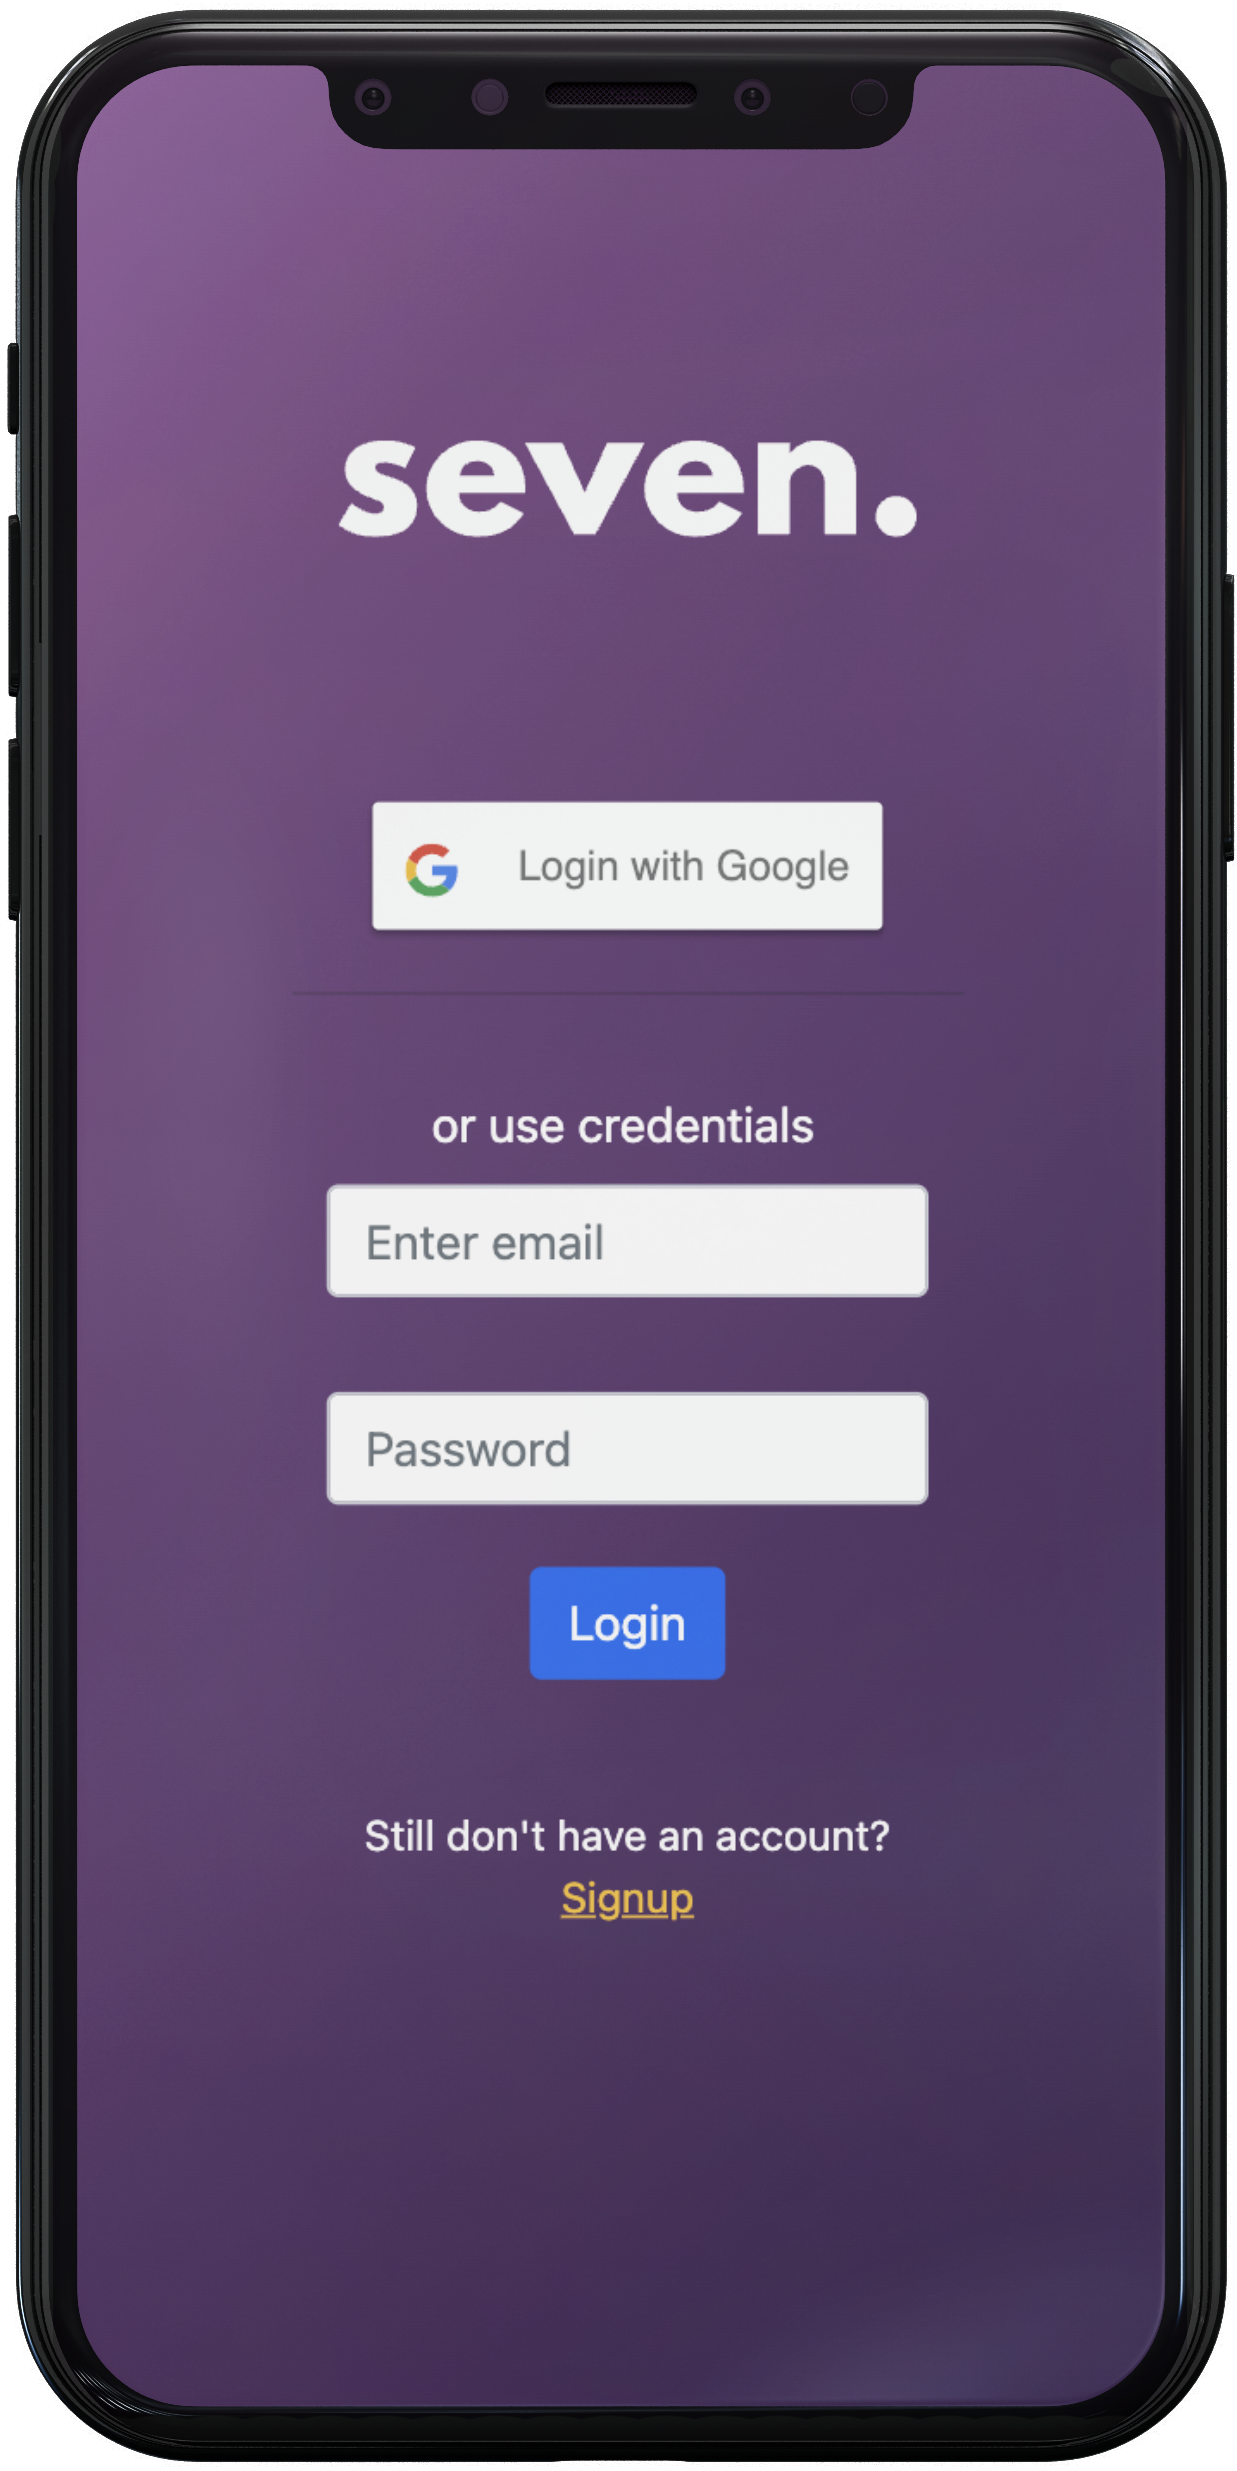 seven.
Login with Google
or use credentials
Enter email
Password
Login
Still don't have an account?
Signup